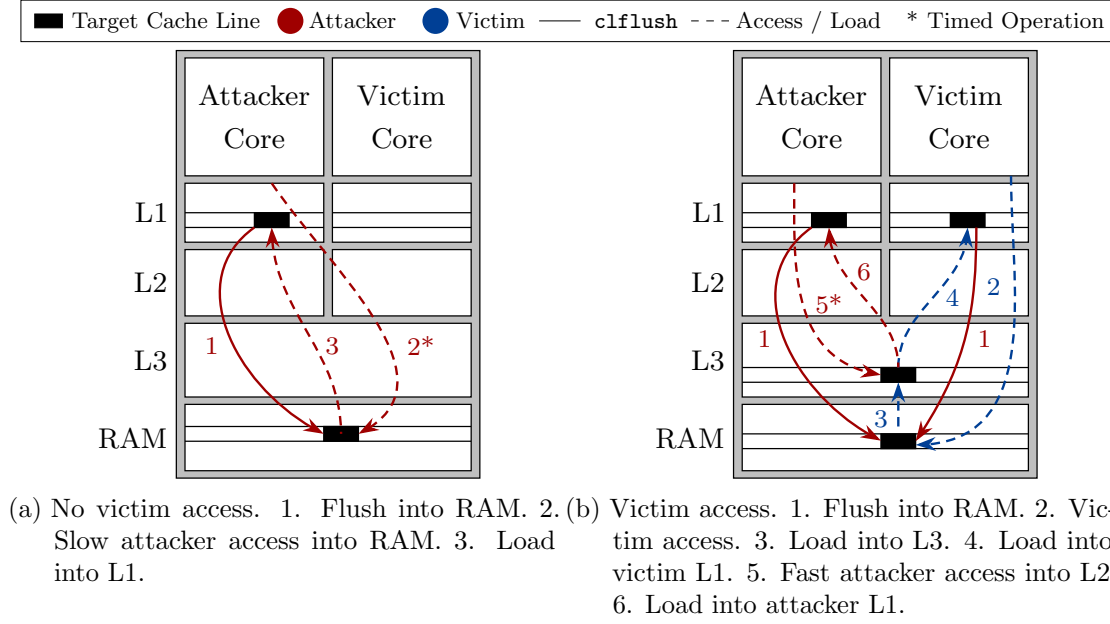 Target Cache Line Attacker Victim clflush Access / Load * Timed Operation
Attacker
Core
Victim
Core
L1
L2
L3
RAM
1
3
2*
Attacker
Core
Victim
Core
L1
L2
L3
RAM
6
5*
4
2
1
1
3
(a) No victim access. 1. Flush into RAM. 2.
Slow attacker access into RAM. 3. Load
into L1.
(b) Victim access. 1. Flush into RAM. 2. Vic-
tim access. 3. Load into L3. 4. Load into
victim L1. 5. Fast attacker access into L2
6. Load into attacker L1.